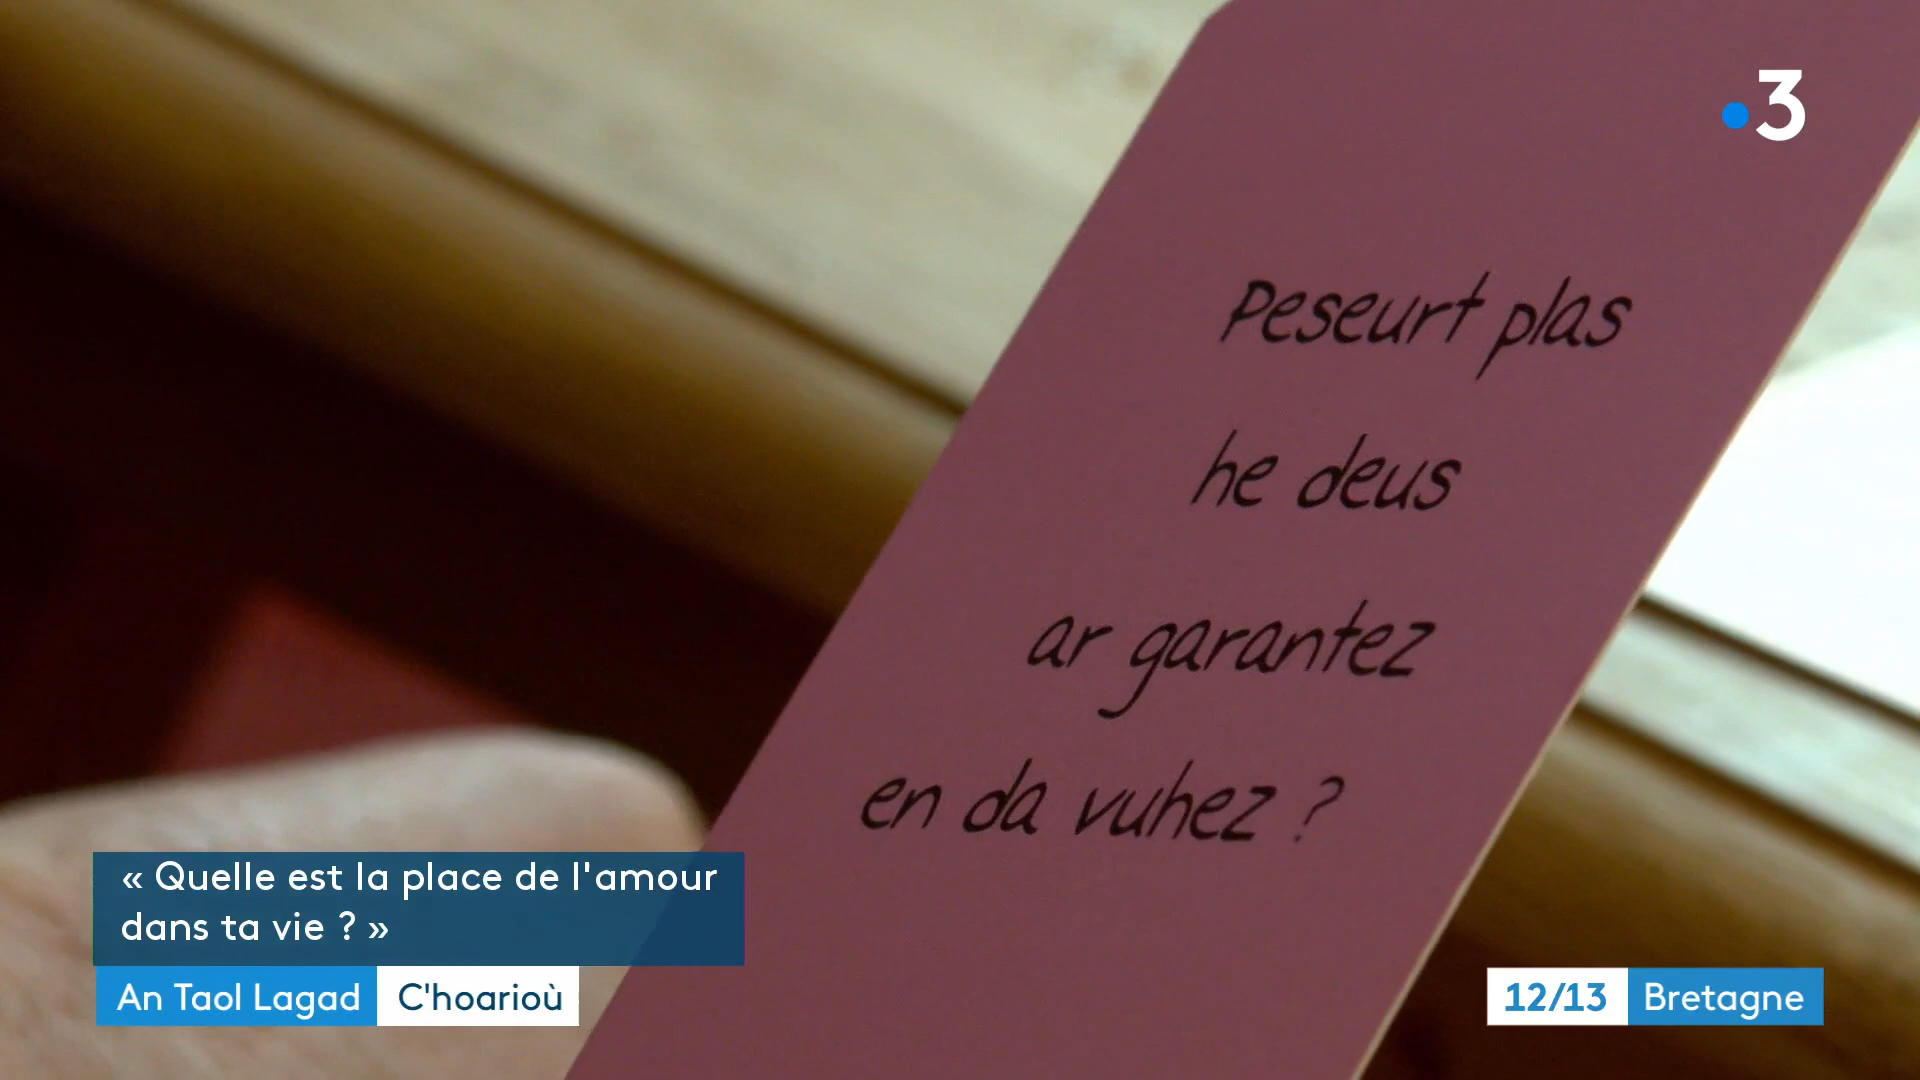 3
Peseurt plas
he deus
ar garantez
en da vuhez ?
« Quelle est la place de l'amour
dans ta vie ? »
An Taol Lagad C'hoarioù
12/13 Bretagne